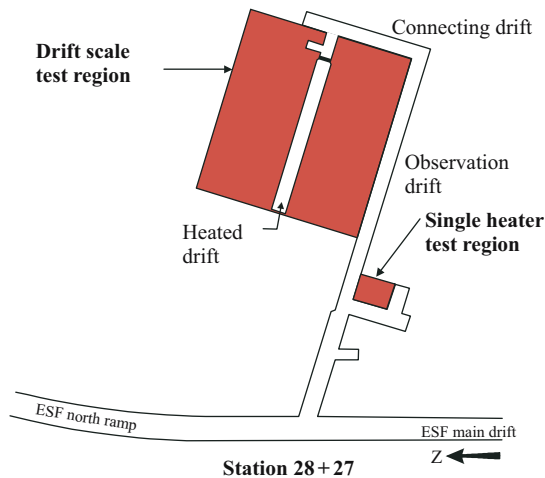 Connecting drift
Drift scale
test region
Observation
drift
Single heater
test region
Heated
drift
ESF north ramp
ESF main drift
Z
Station 28+27